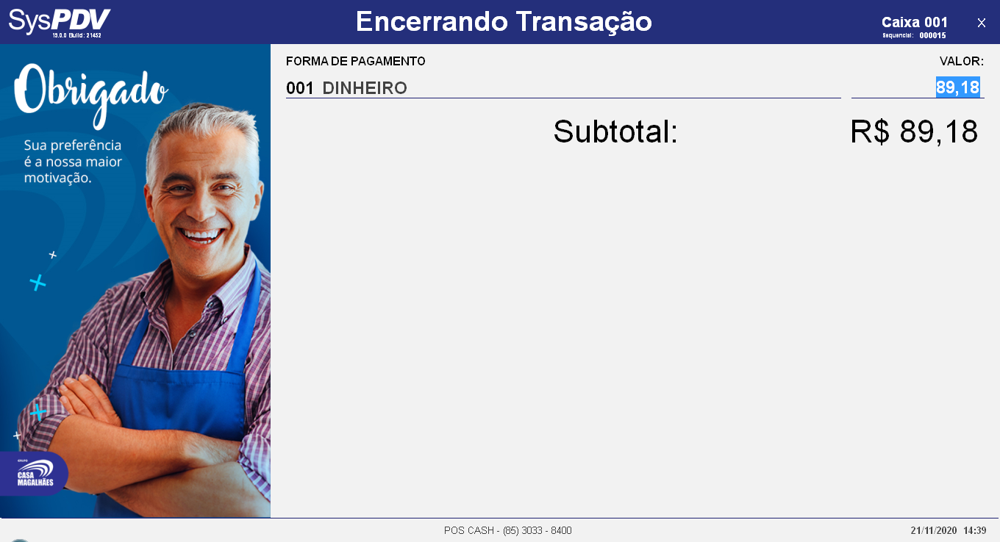 SysPDV
19.0.0 Build: 21452
Encerrando Transação
Caixa 001
X
Sequencial: 000015
Obrigado
Sua preferência
é a nossa maior
motivação.
GRUPO
CASA
MAGALHÃES
FORMA DE PAGAMENTO
VALOR:
001 DINHEIRO
89,18
Subtotal:
R$ 89,18
POS CASH - (85) 3033 - 8400
21/11/2020 14:39